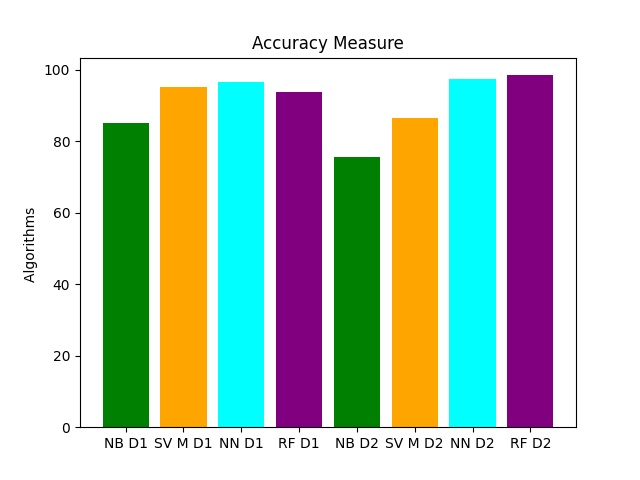 Accuracy Measure
100
80
60
40
20
0
Algorithms
NB D1 SV M D1 NN D1 RF D1 NB D2 SV M D2 NN D2 RF D2